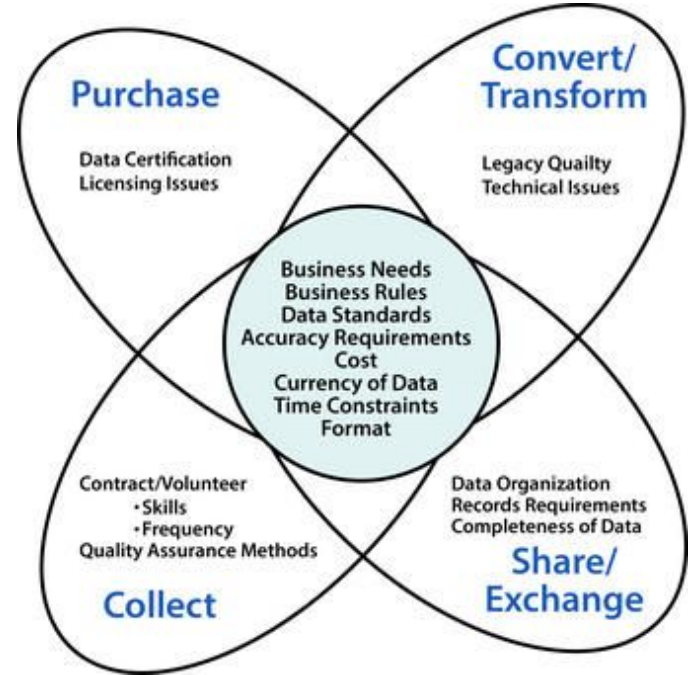 Purchase
Data Certification
Licensing Issues
Convert/
Transform
Legacy Quailty
Technical Issues
Business Needs
Business Rules
Data Standards
Accuracy Requirements
Cost
Currency of Data
Time Constraints
Format
Contract/Volunteer
•Skills
•Frequency
Quality Assurance Methods
Collect
Data Organization
Records Requirements
Completeness of Data
Share/
Exchange